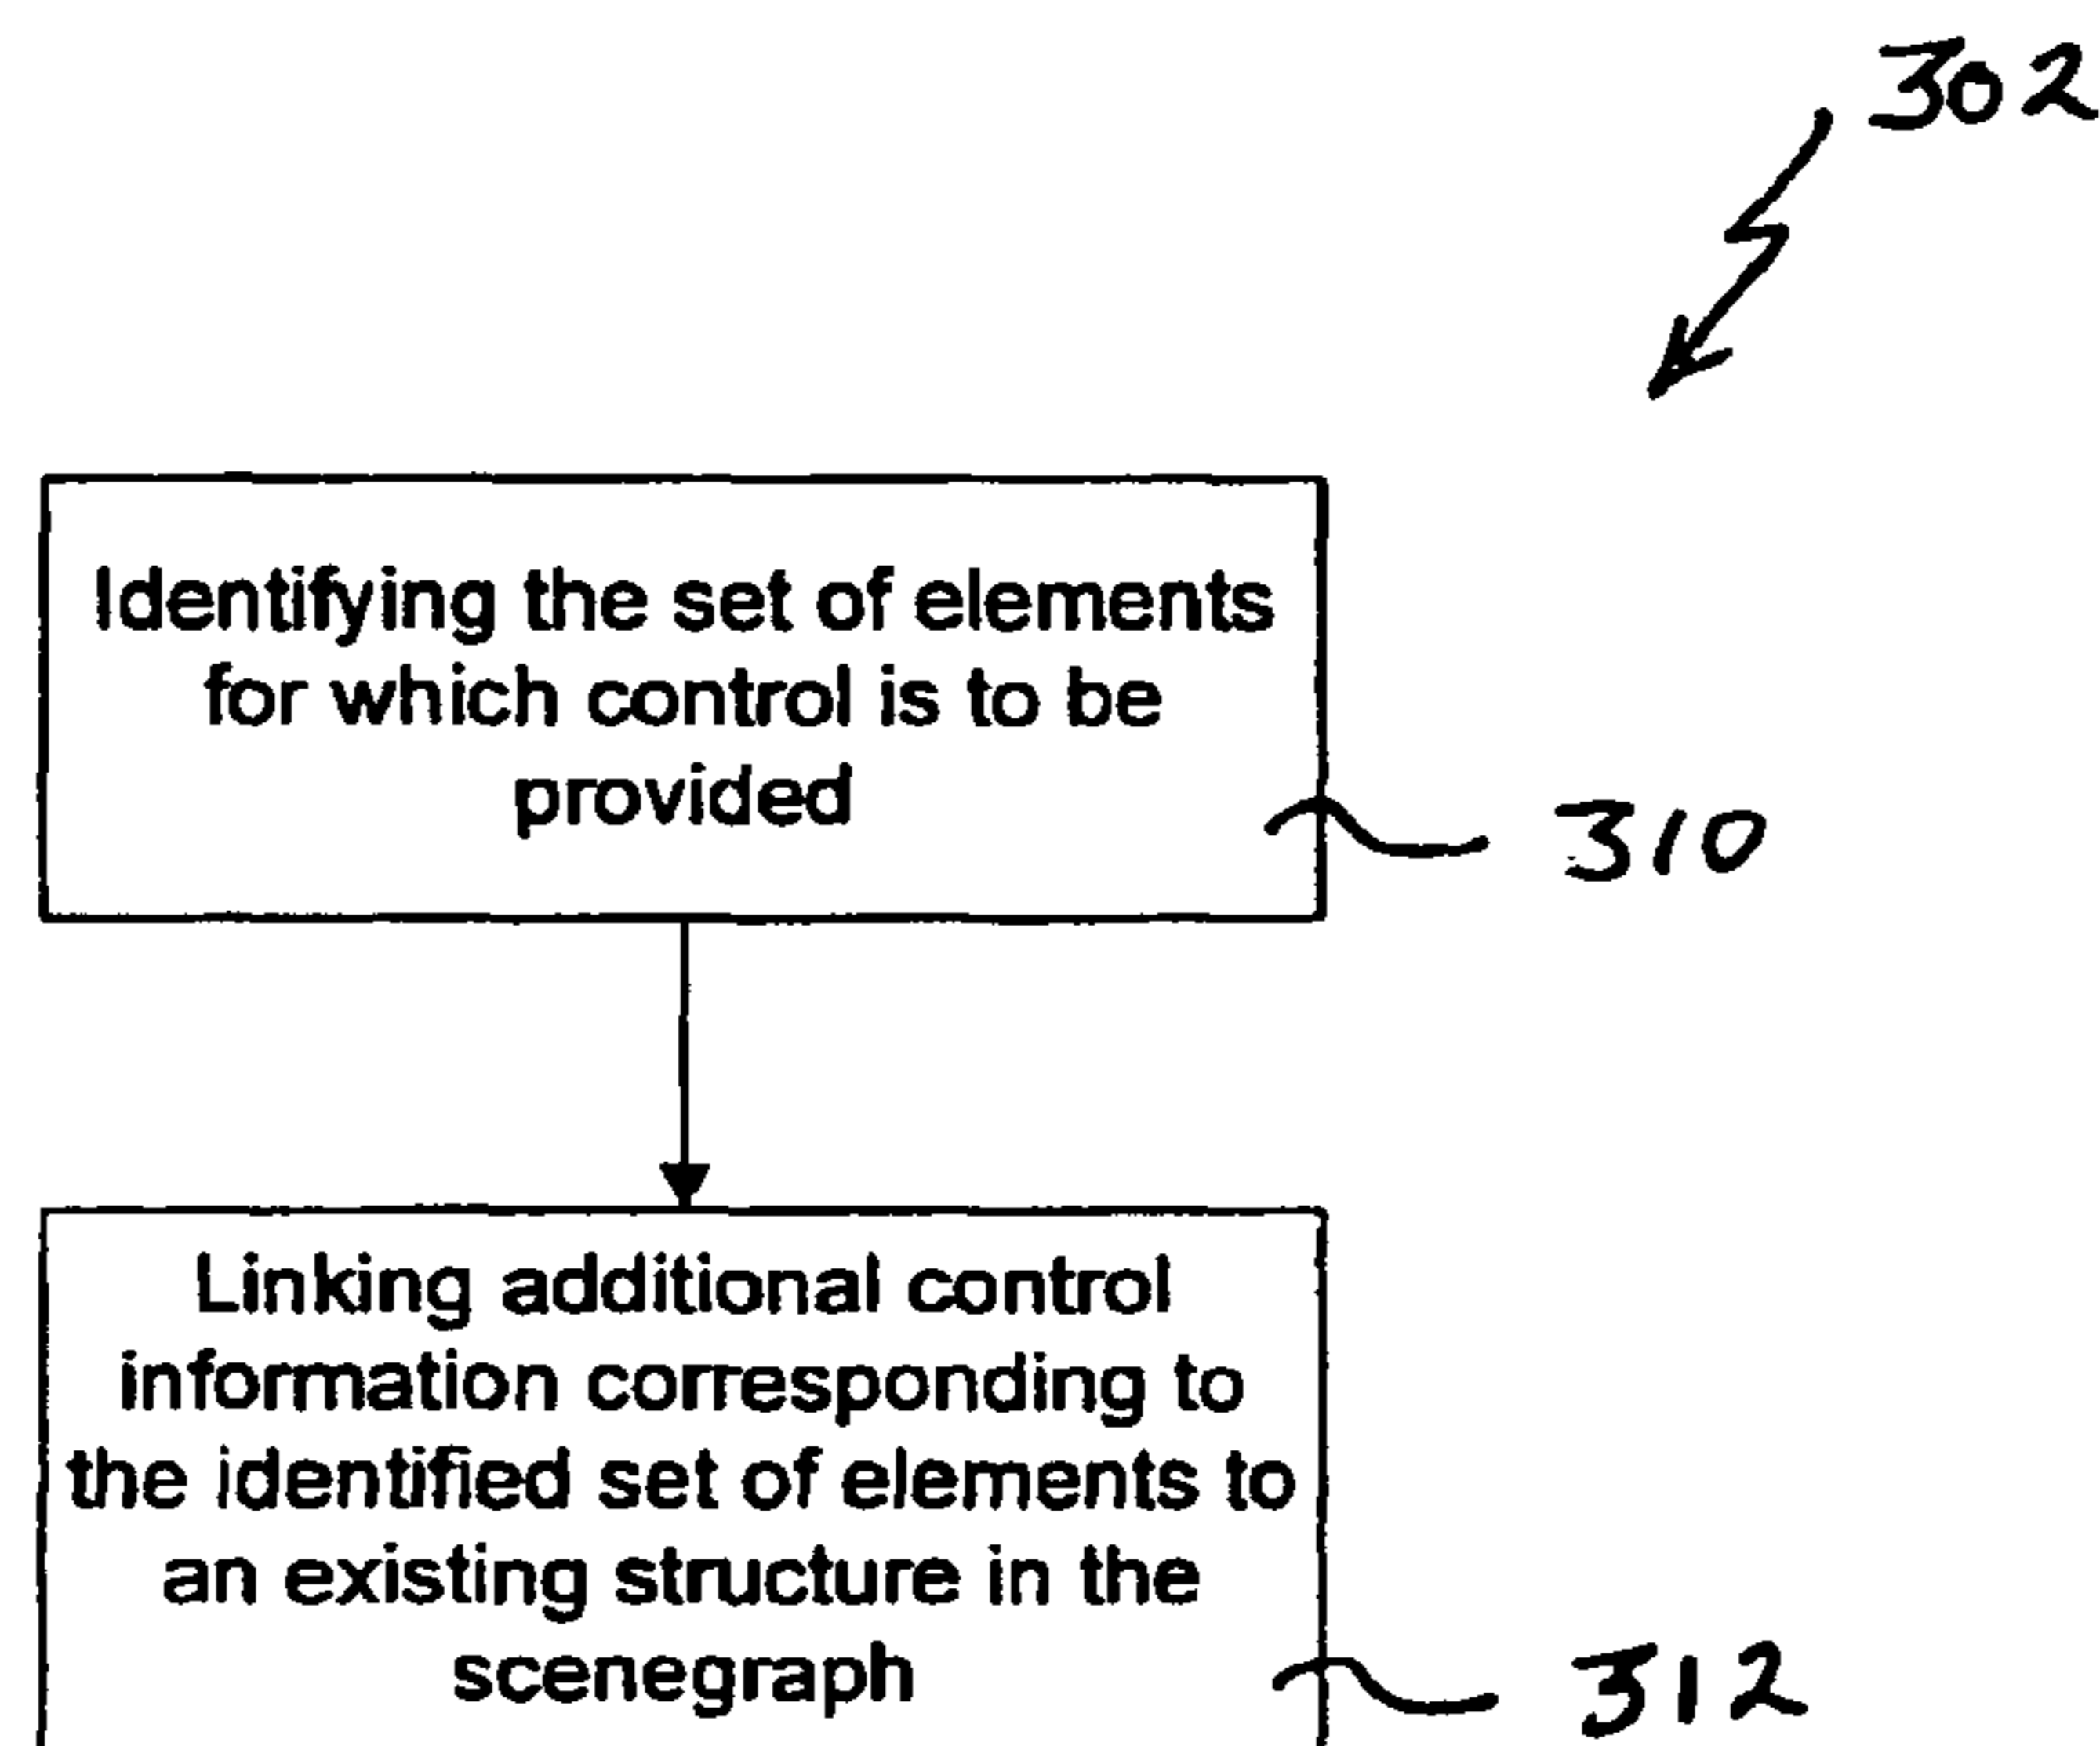 302
Identifying the set of elements
for which control is to be
provided
310
Linking additional control
information corresponding to
the identified set of elements to
an existing structure in the
scenegraph
312